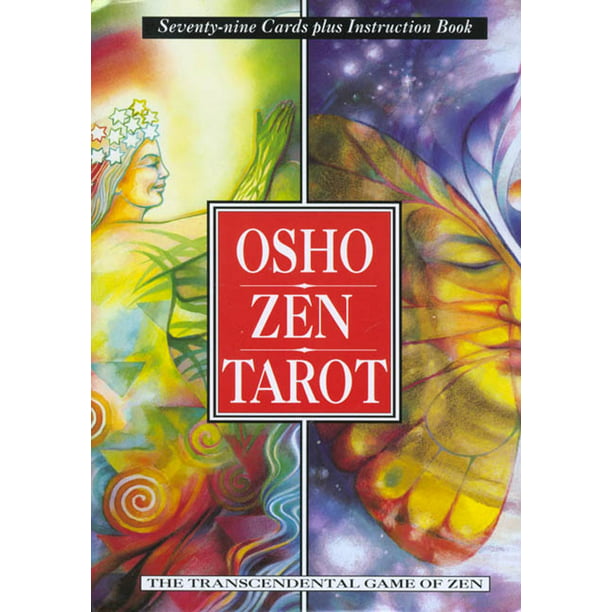 Seventy-nine Cards plus Instruction Book
OSHO
ZEN
TAROT
THE TRANSCENDENTAL GAME OF ZEN